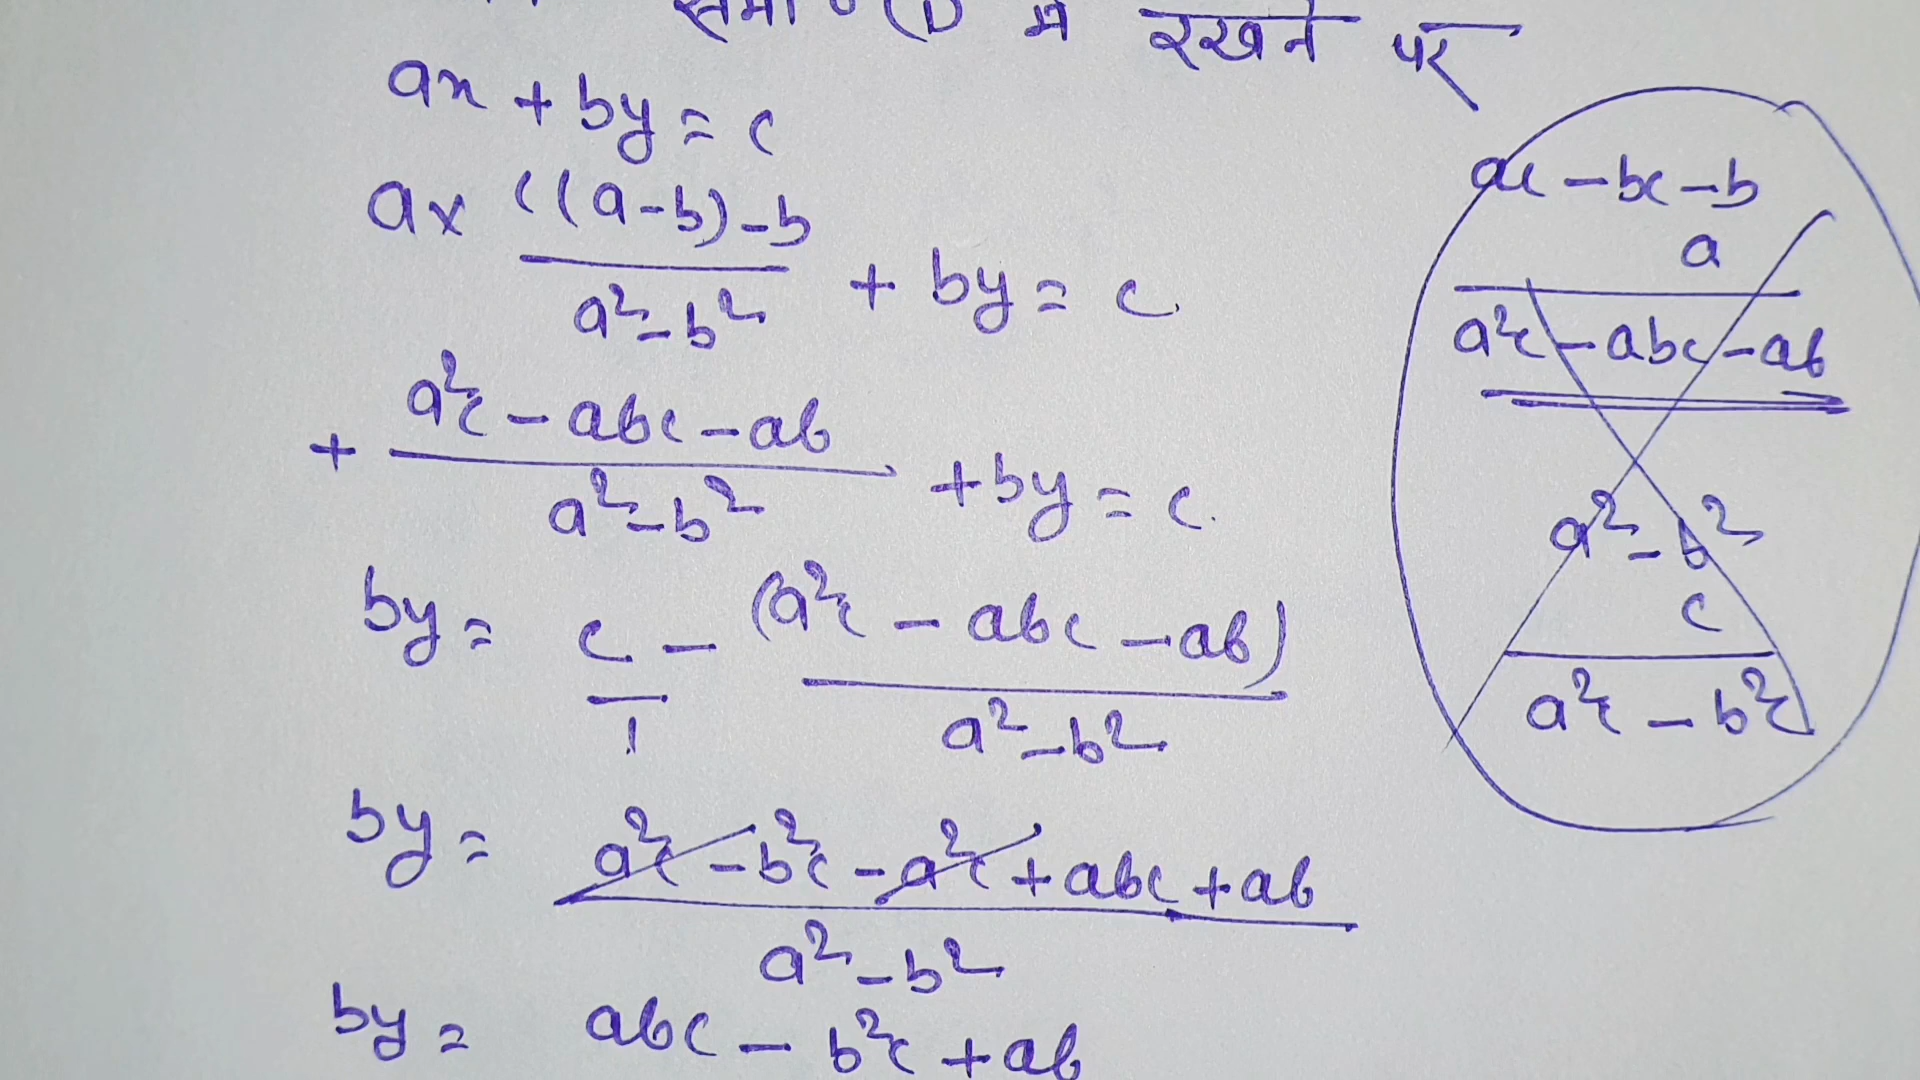 समी० (1) में रखने पर
ax + by = c
a× c(a-b)-b / a²-b² + by = c
+ a²c - abc - ab / a²-b² + by = c.
by = c/1 - (a²c - abc - ab) / a²-b²
by = a²c - b²c - a²c + abc + ab / a²-b²
by = abc - b²c + ab
ac - bc - b
a
a²c - abc - ab
a² - b²
c
a²c - b²c